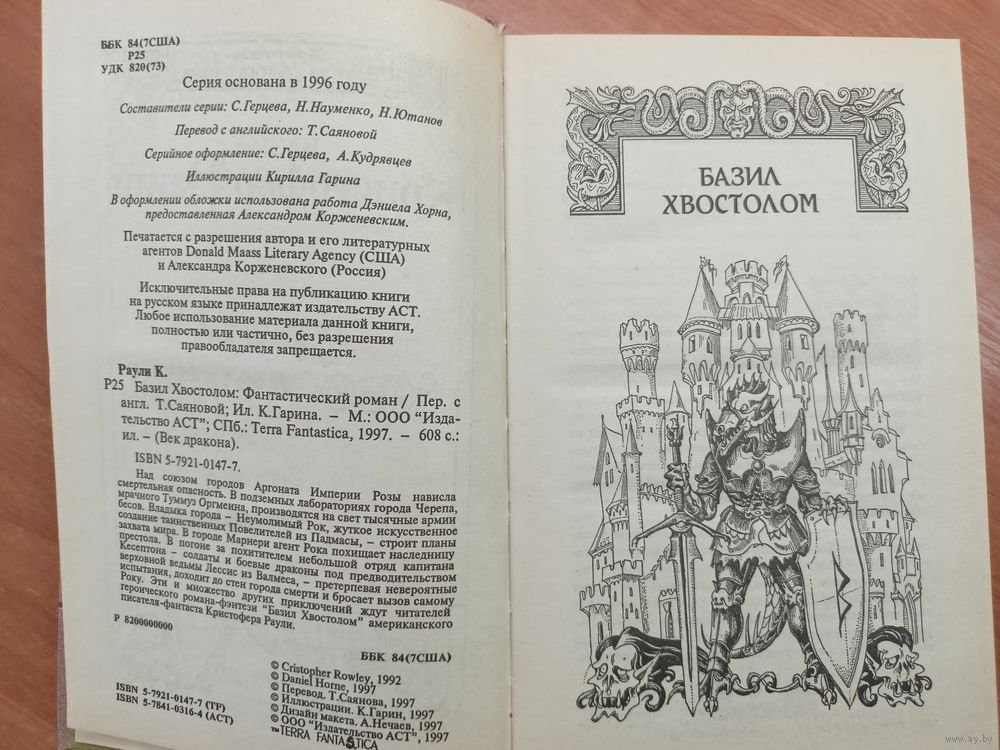 ББК 84(7США)
Р25
УДК 820(73)
Серия основана в 1996 году
Составители серии: С.Герцева, Н.Науменко, Н.Ютанов
Перевод с английского: Т.Саяновой
Серийное оформление: С.Герцева, А.Кудрявцев
Иллюстрации Кирилла Гарина
В оформлении обложки использована работа Дэниела Хорна,
предоставленная Александром Корженевским.
Печатается с разрешения автора и его литературных
агентов Donald Maass Literary Agency (США)
и Александра Корженевского (Россия)
Исключительные права на публикацию книги
на русском языке принадлежат издательству АСТ.
Любое использование материала данной книги,
полностью или частично, без разрешения
правообладателя запрещается.
Раули К.
Р25 Базил Хвостолом: Фантастический роман / Пер. с
англ. Т.Саяновой; Ил. К.Гарина. – М.: ООО "Изда-
тельство АСТ"; СПб.: Terra Fantastica, 1997. – 608 с.:
ил. – (Век дракона).
ISBN 5-7921-0147-7.
Над союзом городов Аргоната Империи Розы нависла
смертельная опасность. В подземных лабораториях города Черепа,
мрачного Туммуз Оргмеина, производятся на свет тысячные армии
бесов. Владыка города – Неумолимый Рок, жуткое искусственное
создание таинственных Повелителей из Падмасы, – строит планы
захвата мира. В городе Марнери агент Рока похищает наследницу
престола. В погоне за похитителем небольшой отряд капитана
Кесептона – солдаты и боевые драконы под предводительством
верховной ведьмы Лессис из Валмеса, – претерпевая невероятные
испытания, доходит до стен города смерти и бросает вызов самому
Року. Эти и множество других приключений ждут читателей
героического романа-фэнтези "Базил Хвостолом" американского
писателя-фантаста Кристофера Раули.
Р 8200000000
ББК 84(7США)
© Cristopher Rowley, 1992
© Daniel Horne, 1997
© Перевод. Т.Саянова, 1997
© Иллюстрации. К.Гарин, 1997
© Дизайн макета. А.Нечаев, 1997
© ООО "Издательство АСТ", 1997
™ TERRA FANTASTICA
ISBN 5-7921-0147-7 (TF)
ISBN 5-7841-0316-4 (АСТ)
БАЗИЛ
ХВОСТОЛОМ
www.ay.by